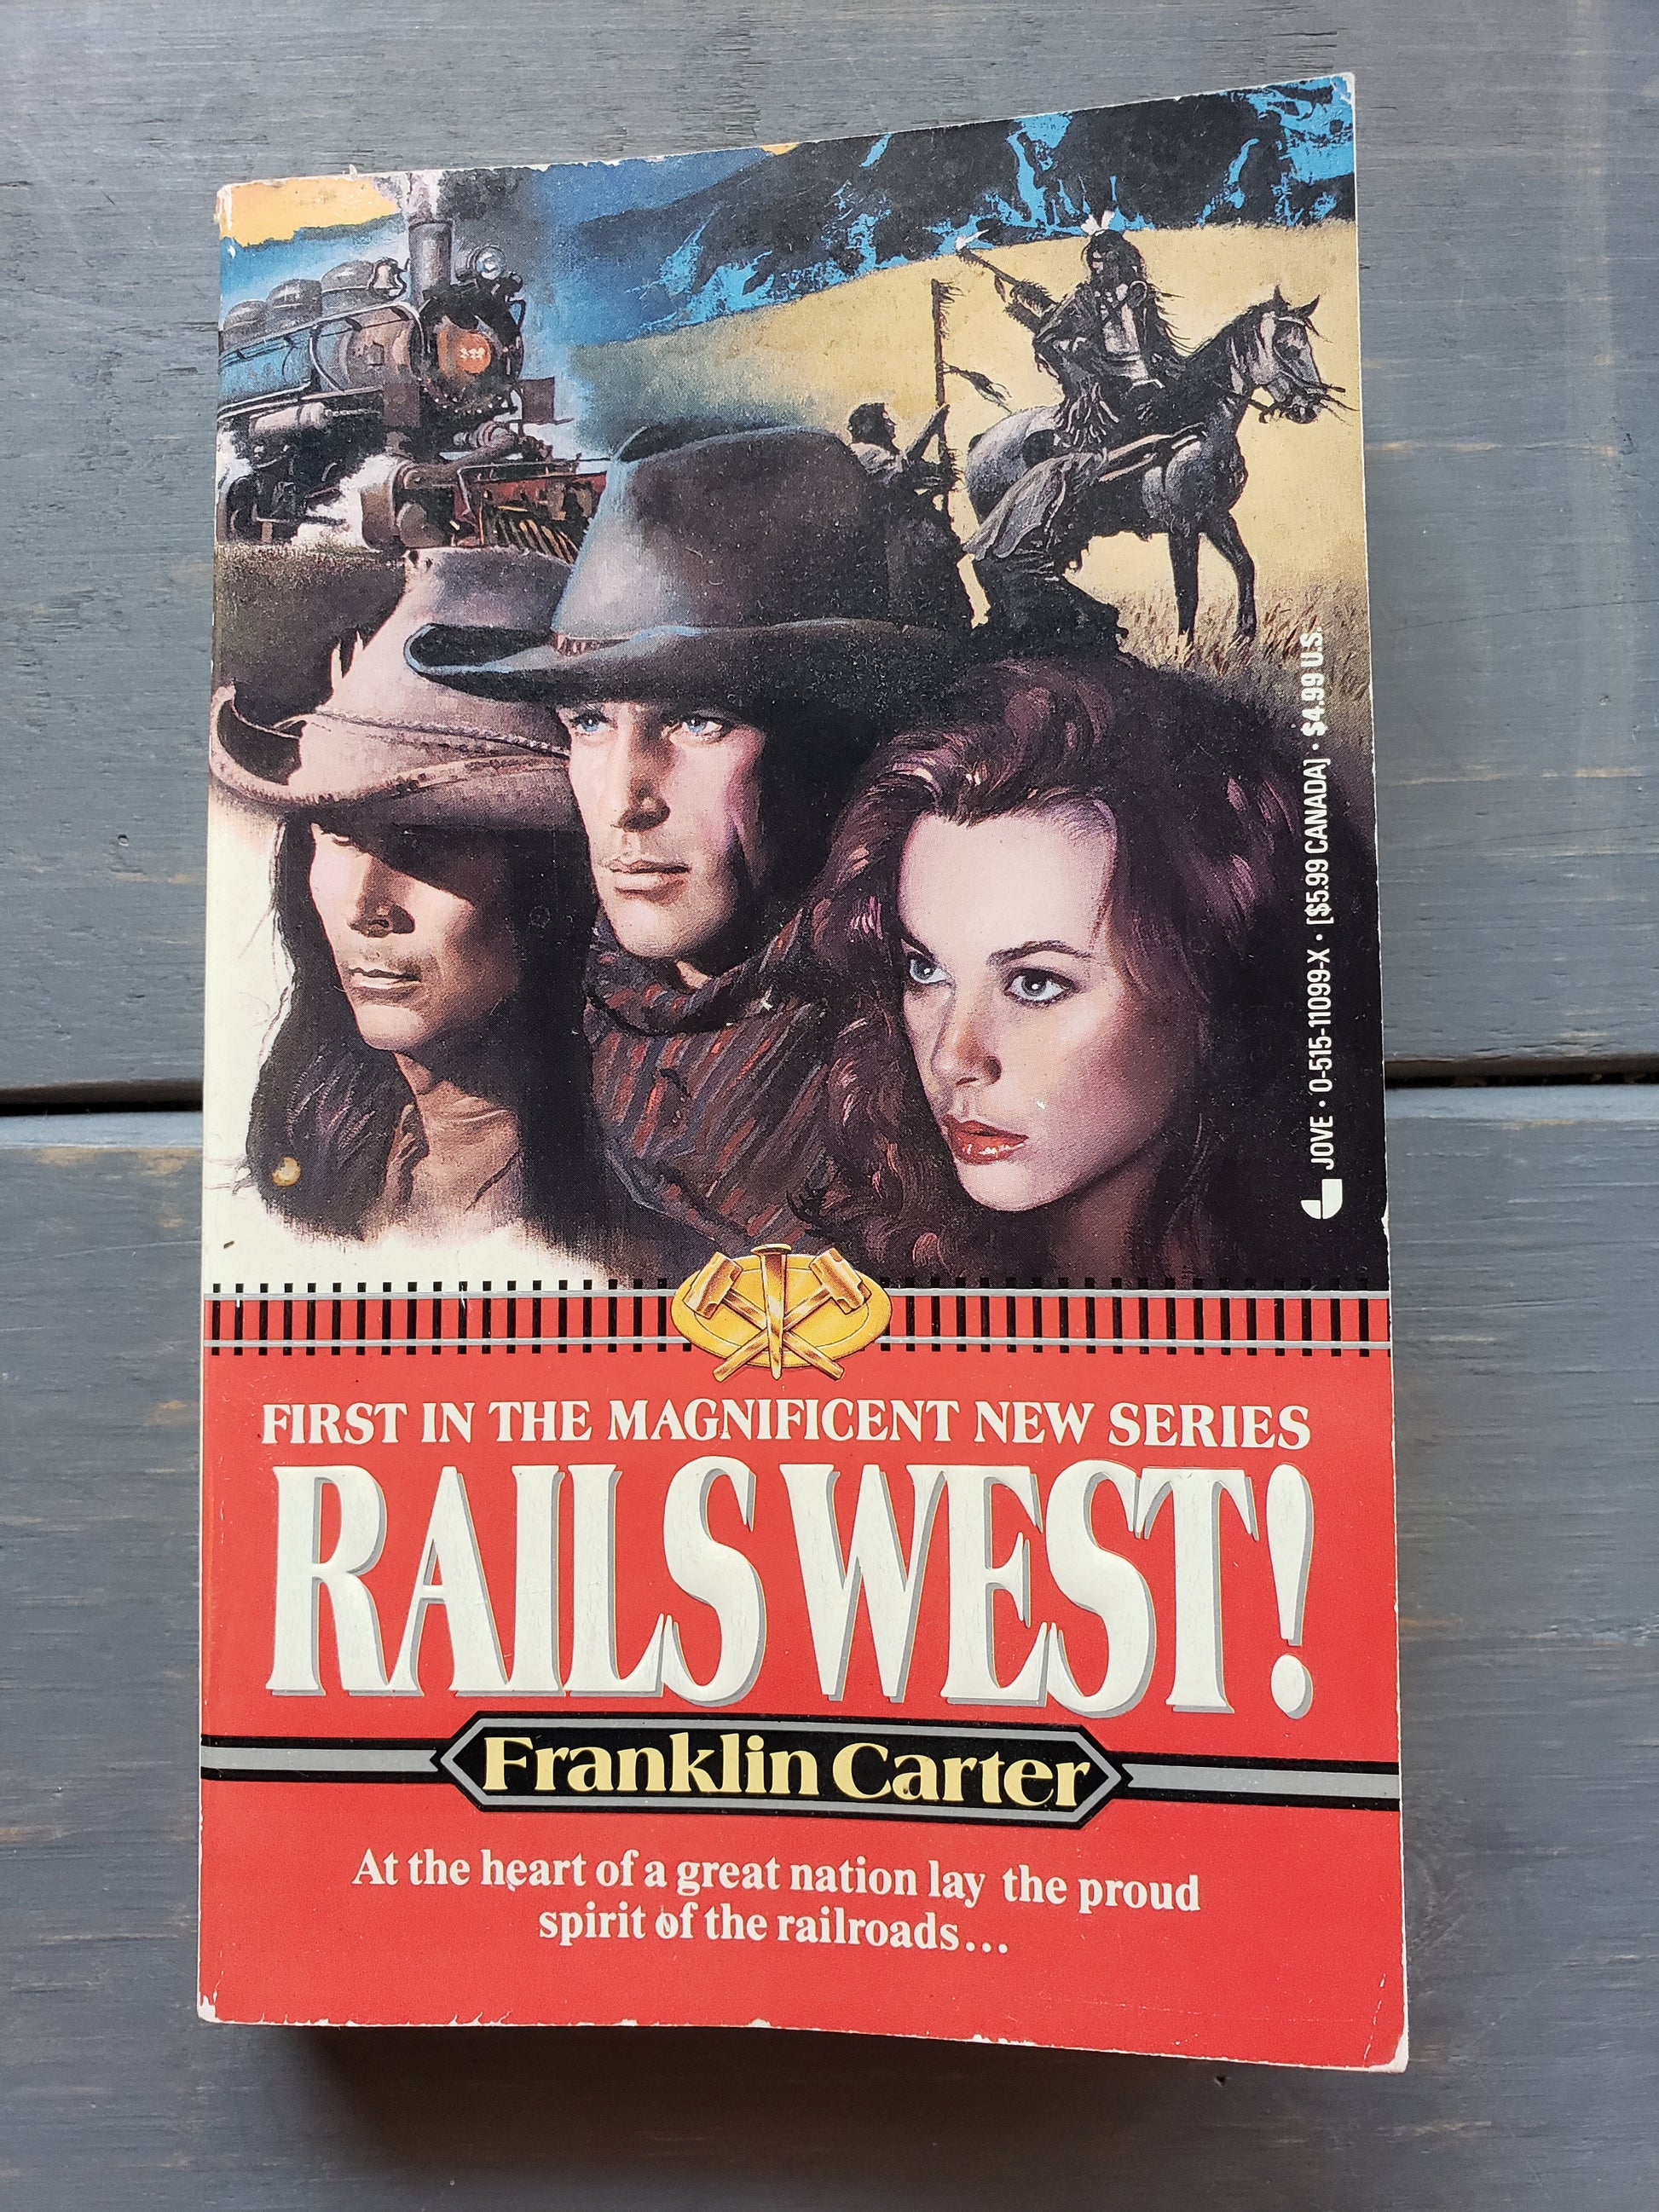 JOVE • 0-515-11099-X • [$5.99 CANADA] • $4.99 U.S.
FIRST IN THE MAGNIFICENT NEW SERIES
RAILS WEST!
Franklin Carter
At the heart of a great nation lay the proud
spirit of the railroads...